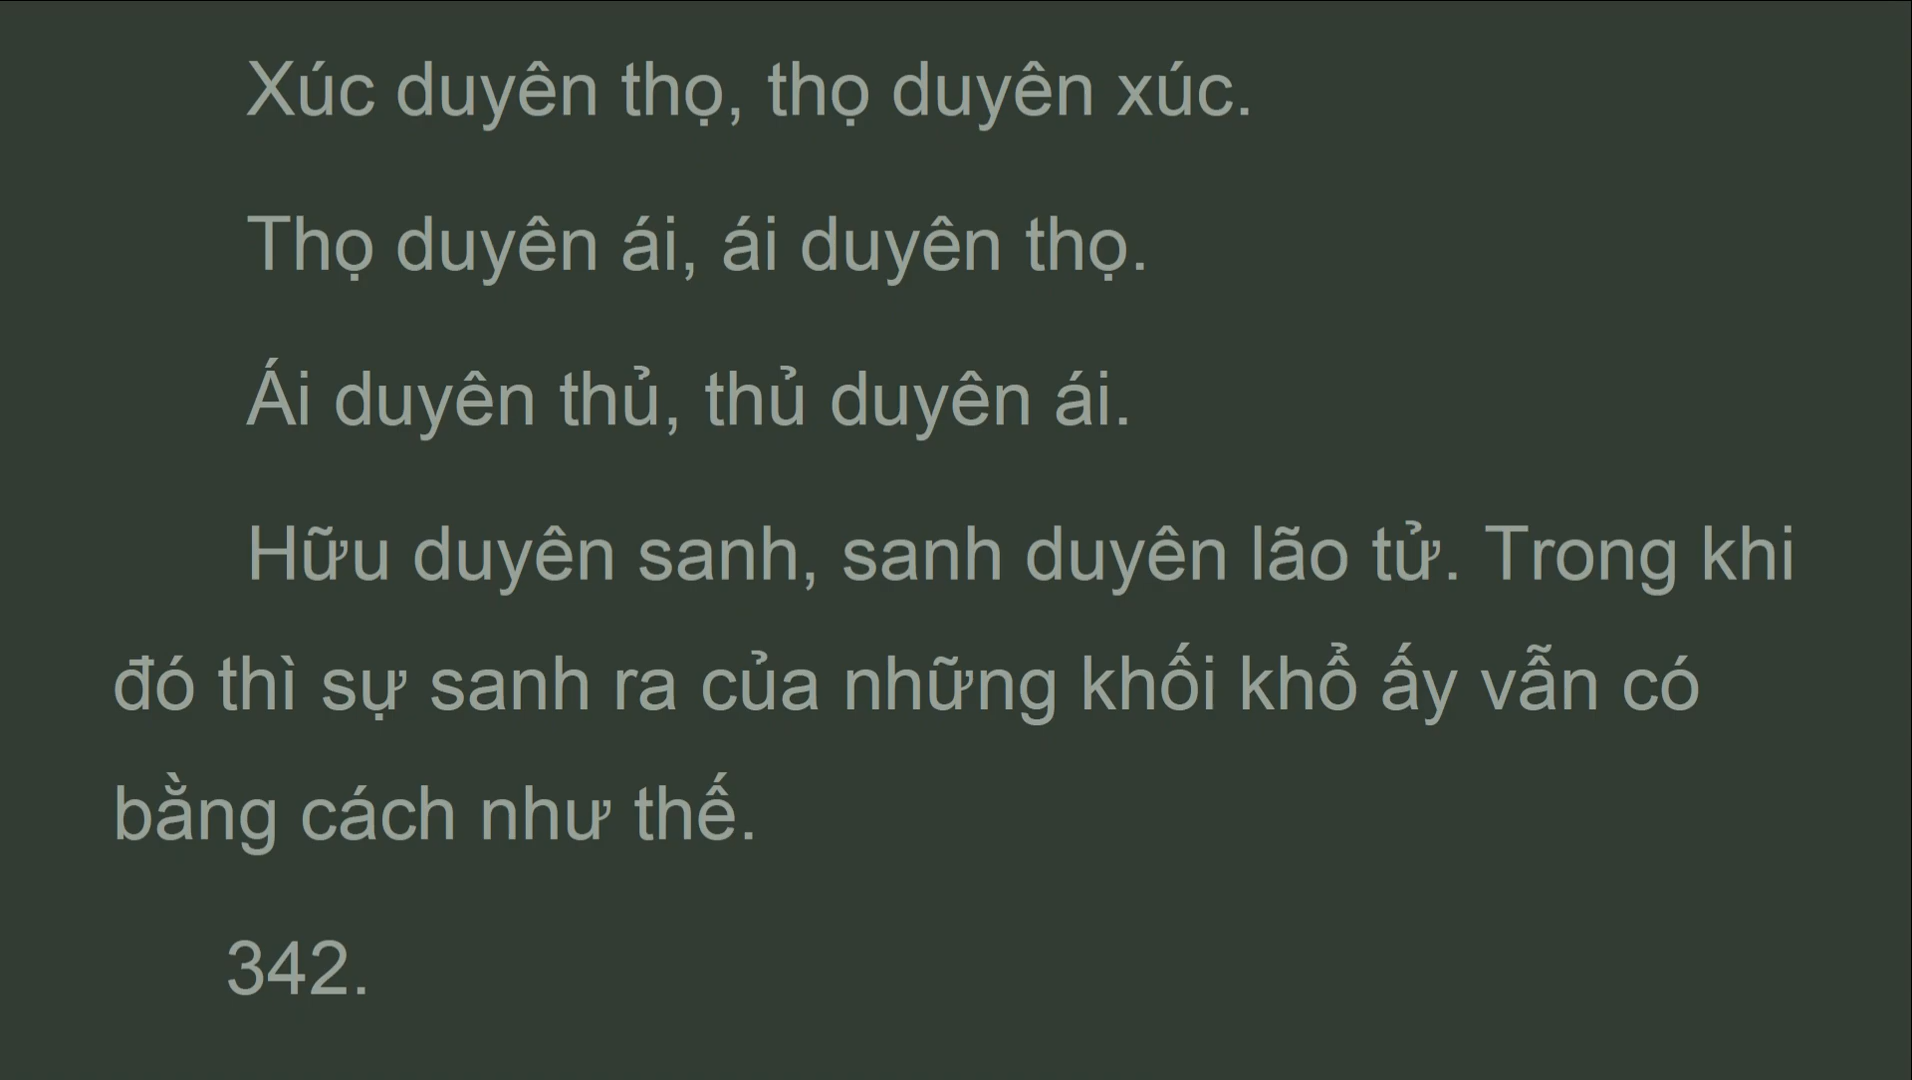 Xúc duyên thọ, thọ duyên xúc.
Thọ duyên ái, ái duyên thọ.
Ái duyên thủ, thủ duyên ái.
Hữu duyên sanh, sanh duyên lão tử. Trong khi
đó thì sự sanh ra của những khối khổ ấy vẫn có
bằng cách như thế.
342.